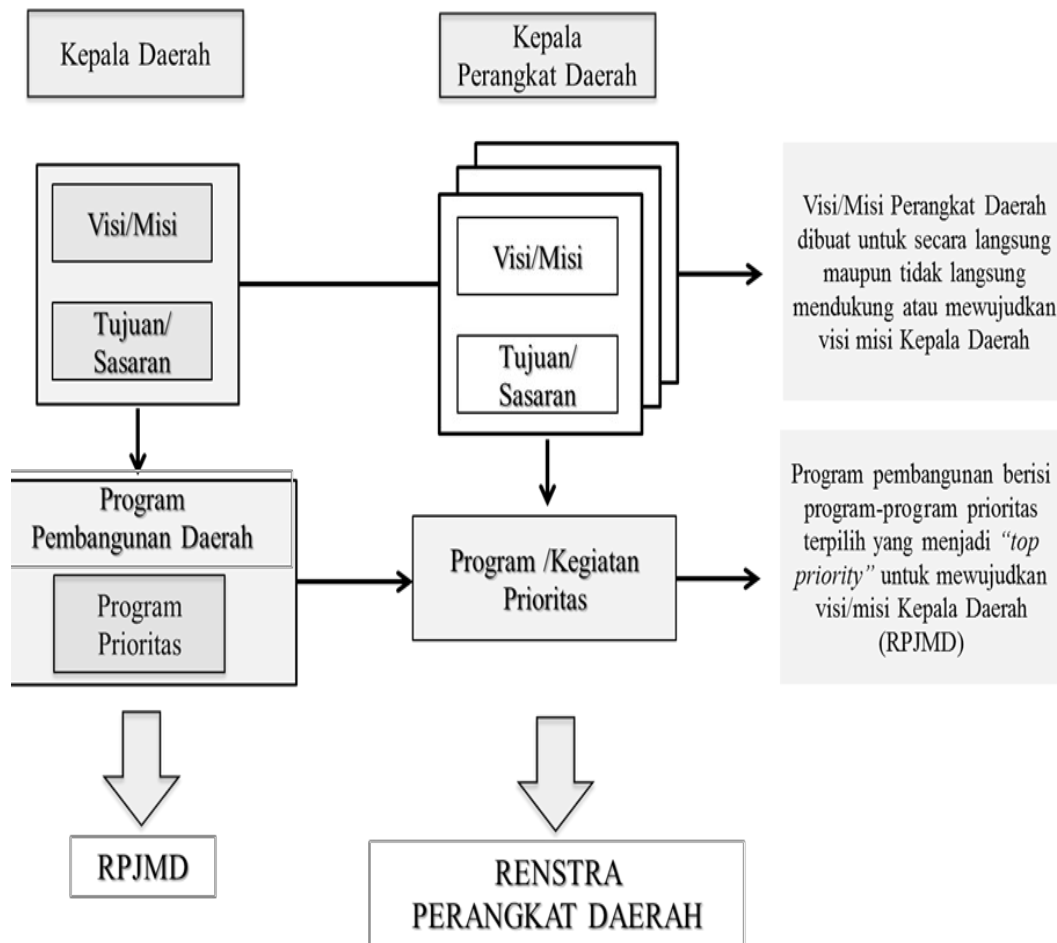 Kepala Daerah
Kepala
Perangkat Daerah
Visi/Misi
Tujuan/
Sasaran
Visi/Misi
Tujuan/
Sasaran
Visi/Misi Perangkat Daerah
dibuat untuk secara langsung
maupun tidak langsung
mendukung atau mewujudkan
visi misi Kepala Daerah
Program
Pembangunan Daerah
Program
Prioritas
Program /Kegiatan
Prioritas
Program pembangunan berisi
program-program prioritas
terpilih yang menjadi “top
priority” untuk mewujudkan
visi/misi Kepala Daerah
(RPJMD)
RPJMD
RENSTRA
PERANGKAT DAERAH